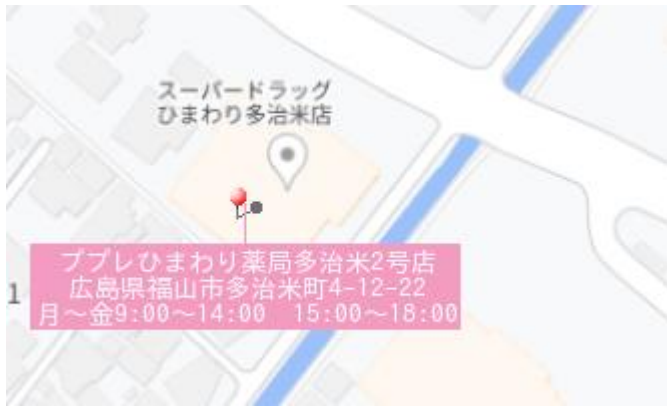 スーパードラッグ
ひまわり多治米店
ププレひまわり薬局多治米2号店
1
広島県福山市多治米町4-12-22
月～金9:00～14:00　15:00～18:00